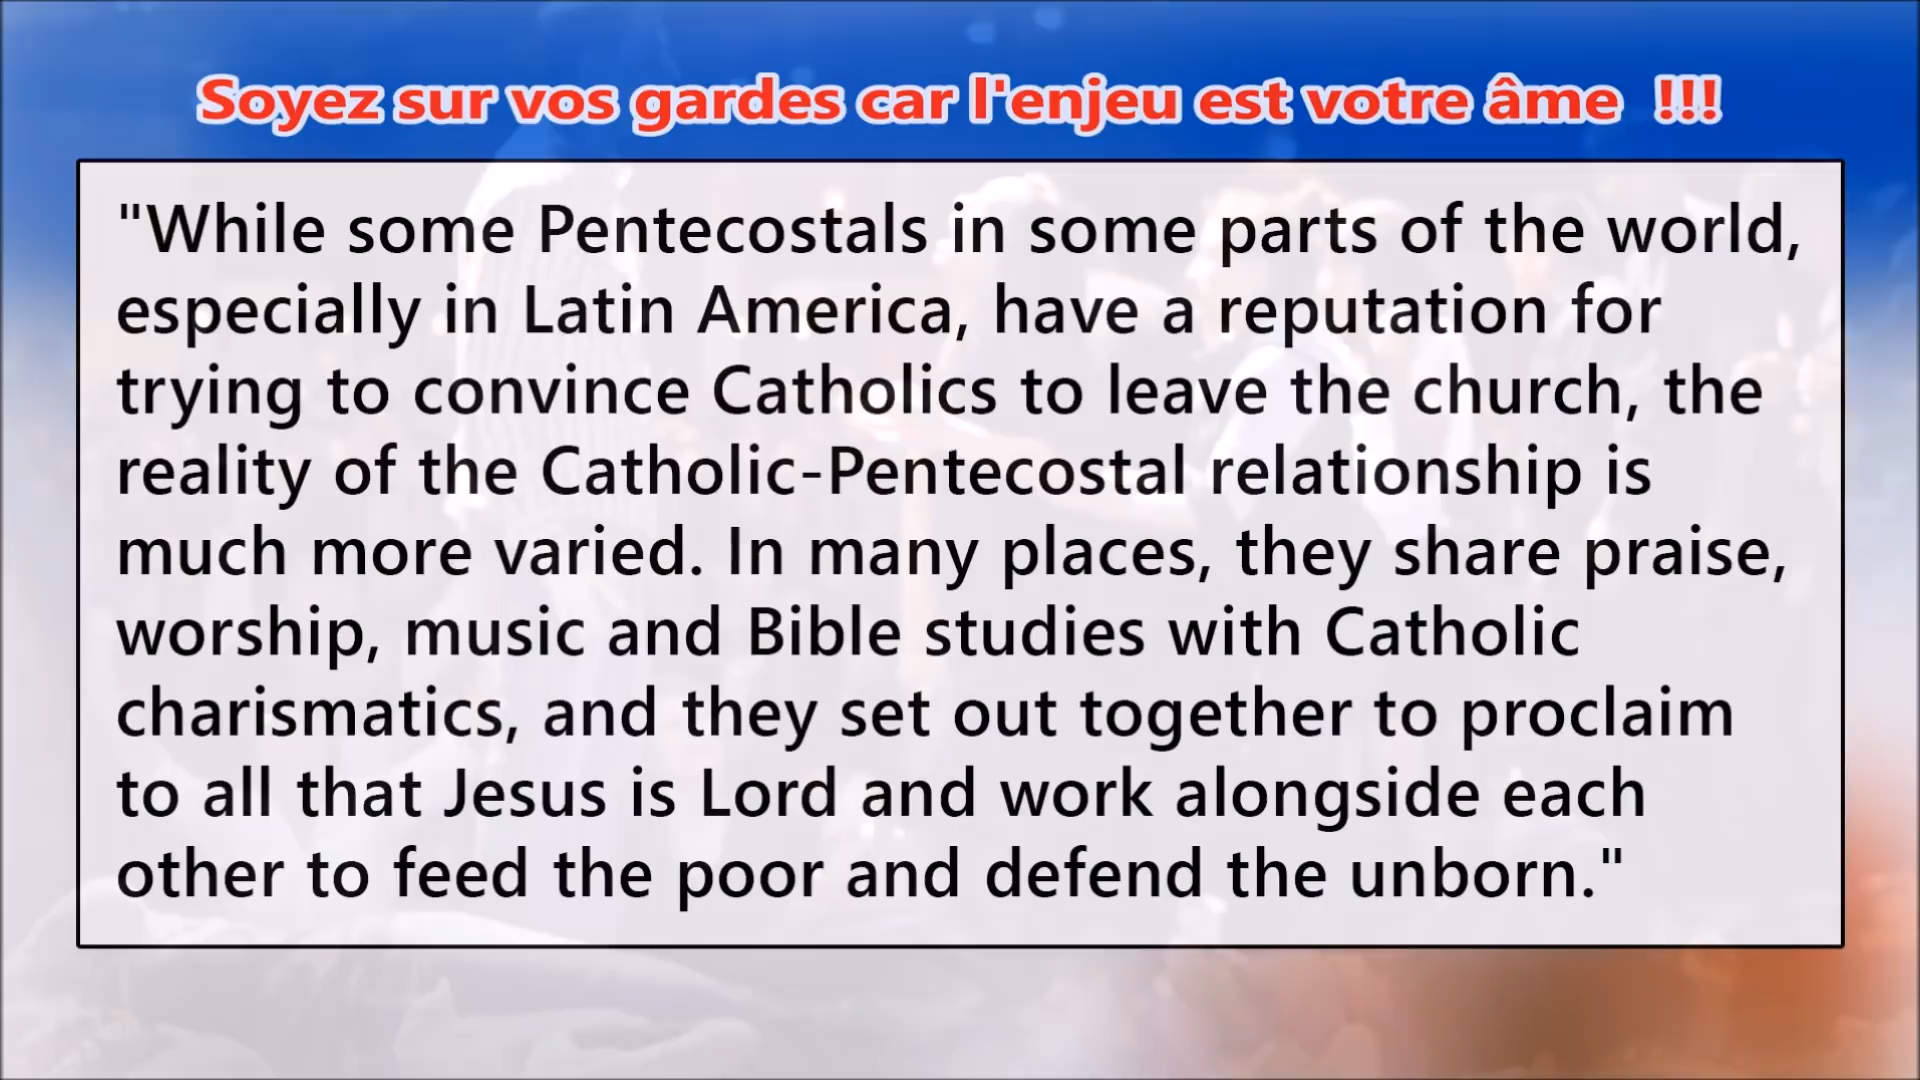 Soyez sur vos gardes car l'enjeu est votre âme !!!
"While some Pentecostals in some parts of the world,
especially in Latin America, have a reputation for
trying to convince Catholics to leave the church, the
reality of the Catholic-Pentecostal relationship is
much more varied. In many places, they share praise,
worship, music and Bible studies with Catholic
charismatics, and they set out together to proclaim
to all that Jesus is Lord and work alongside each
other to feed the poor and defend the unborn."